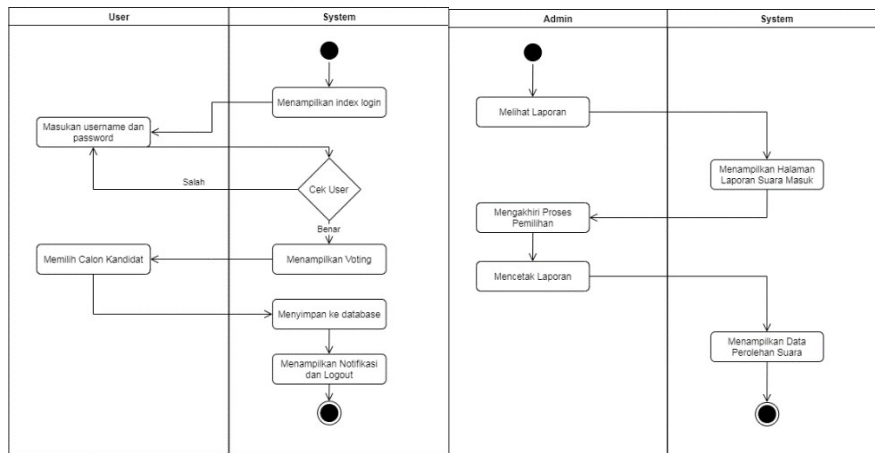 User
System
Menampilkan index login
Masukan username dan
password
Cek User
Salah
Benar
Menampilkan Voting
Memilih Calon Kandidat
Menyimpan ke database
Menampilkan Notifikasi
dan Logout
Admin
System
Melihat Laporan
Menampilkan Halaman
Laporan Suara Masuk
Mengakhiri Proses
Pemilihan
Mencetak Laporan
Menampilkan Data
Perolehan Suara